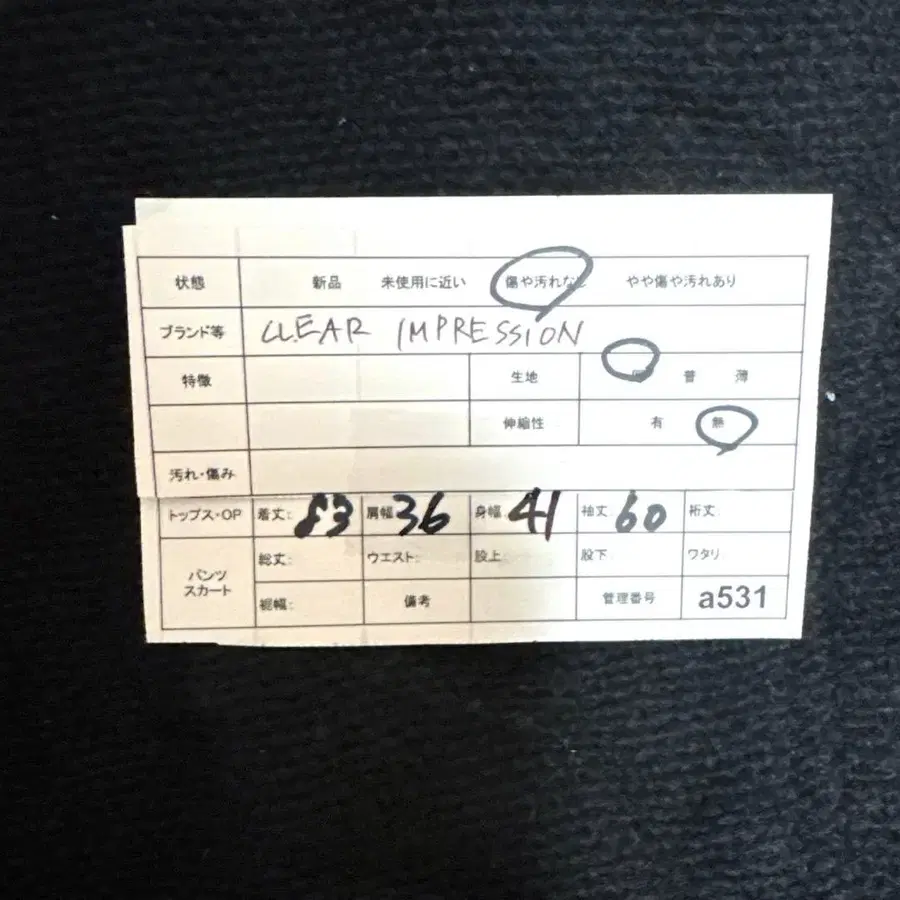 状態 新品 未使用に近い 傷や汚れなし やや傷や汚れあり
ブランド等 CLEAR IMPRESSION
特徴 生地 普 薄
伸縮性 有 無
汚れ・傷み
トップス・OP 着丈: 83 肩幅 36 身幅 41 袖丈: 60 裄丈:
パンツ スカート 総丈: ウエスト: 股上: 股下: ワタリ:
裾幅: 備考 管理番号 a531